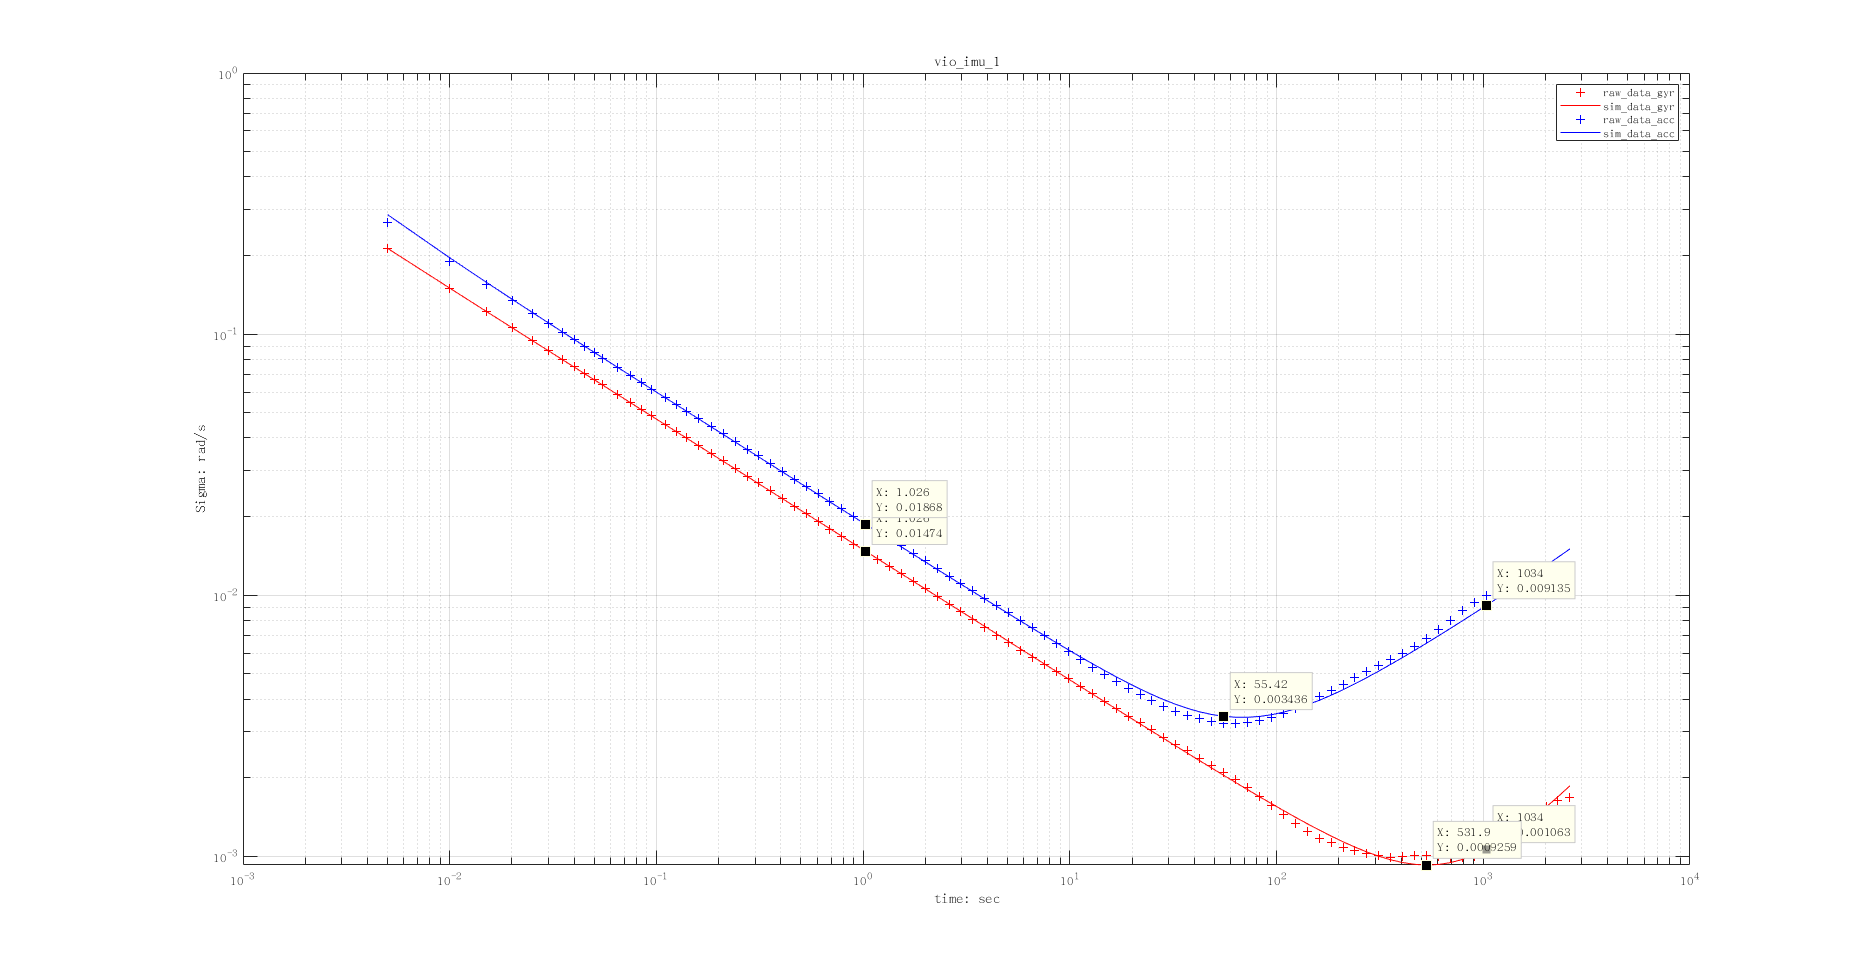 vio_imu_1
10^0
raw_data_gyr
sim_data_gyr
raw_data_acc
sim_data_acc
10^-1
Sigma: rad/s
X: 1.026
Y: 0.01868
X: 1.026
Y: 0.01474
X: 1034
Y: 0.009135
10^-2
X: 55.42
Y: 0.003436
X: 1034
0.001063
X: 531.9
Y: 0.0009259
10^-3
10^-3 10^-2 10^-1 10^0 10^1 10^2 10^3 10^4
time: sec